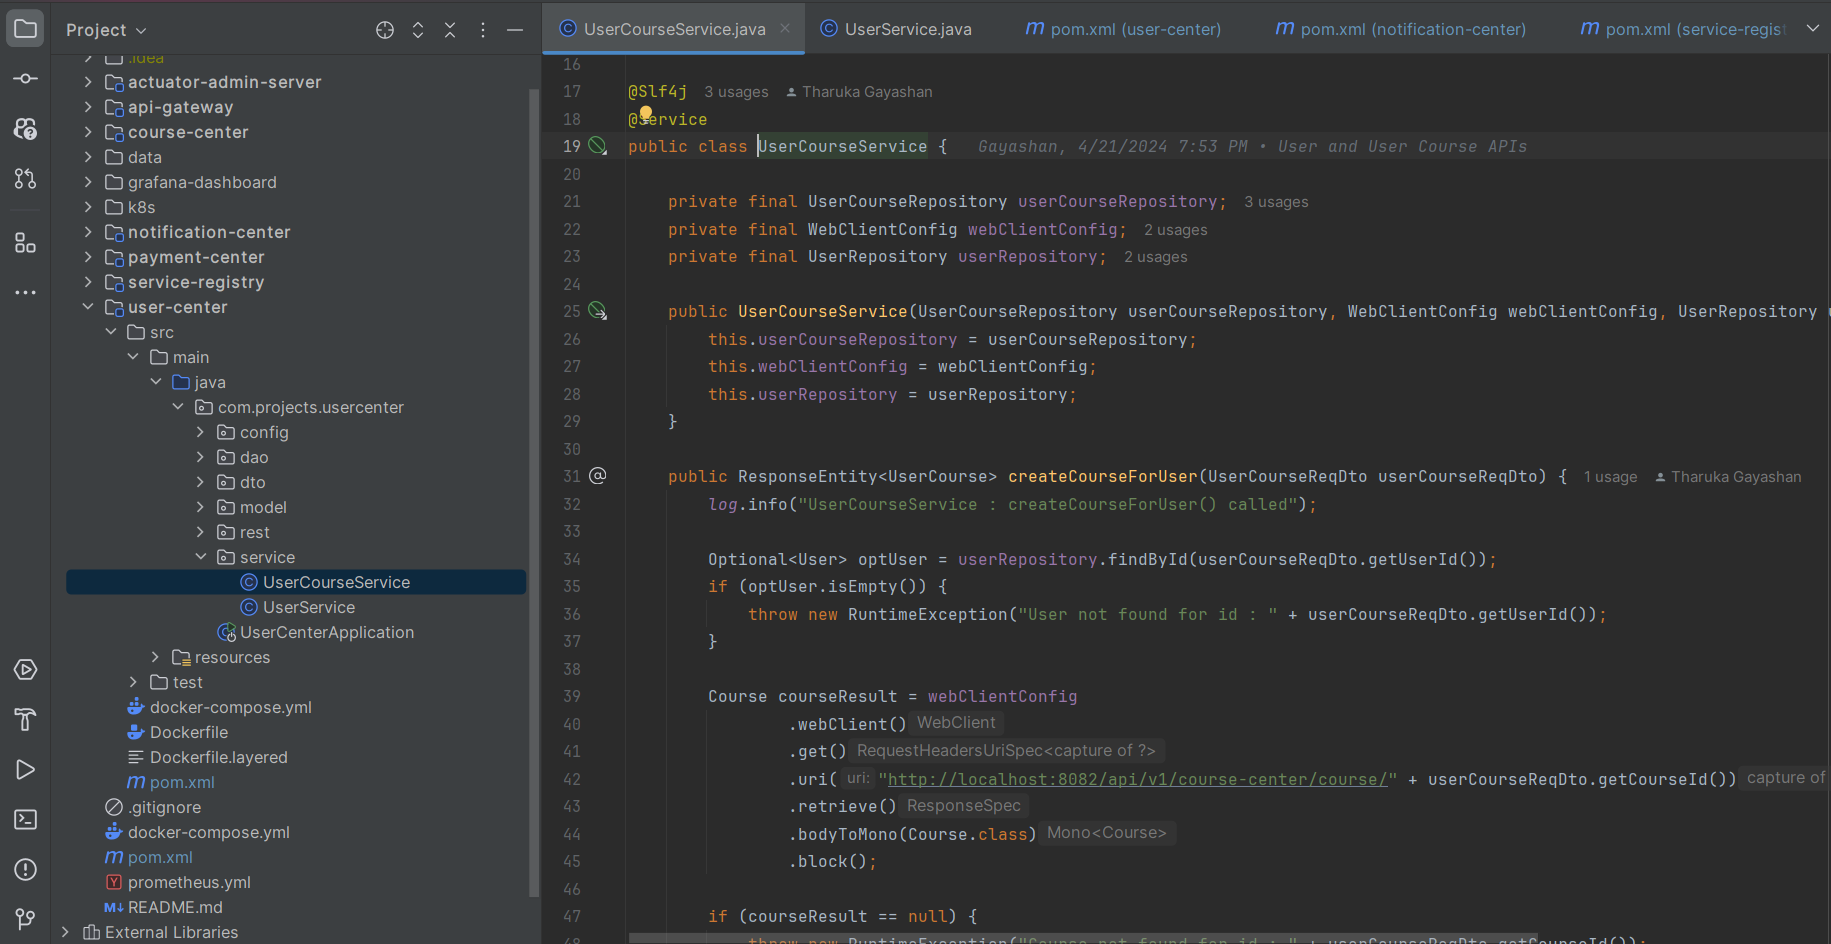 Project
.idea
actuator-admin-server
api-gateway
course-center
data
grafana-dashboard
k8s
notification-center
payment-center
service-registry
user-center
src
main
java
com.projects.usercenter
config
dao
dto
model
rest
service
UserCourseService
UserService
UserCenterApplication
resources
test
docker-compose.yml
Dockerfile
Dockerfile.layered
pom.xml
.gitignore
docker-compose.yml
pom.xml
prometheus.yml
README.md
External Libraries
UserCourseService.java
UserService.java
pom.xml (user-center)
pom.xml (notification-center)
pom.xml (service-regist
16
17 @Slf4j 3 usages Tharuka Gayashan
18 @Service
19 public class UserCourseService { Gayashan, 4/21/2024 7:53 PM • User and User Course APIs
20
21 private final UserCourseRepository userCourseRepository; 3 usages
22 private final WebClientConfig webClientConfig; 2 usages
23 private final UserRepository userRepository; 2 usages
24
25 public UserCourseService(UserCourseRepository userCourseRepository, WebClientConfig webClientConfig, UserRepository
26 this.userCourseRepository = userCourseRepository;
27 this.webClientConfig = webClientConfig;
28 this.userRepository = userRepository;
29 }
30
31 public ResponseEntity<UserCourse> createCourseForUser(UserCourseReqDto userCourseReqDto) { 1 usage Tharuka Gayashan
32 log.info("UserCourseService : createCourseForUser() called");
33
34 Optional<User> optUser = userRepository.findById(userCourseReqDto.getUserId());
35 if (optUser.isEmpty()) {
36 throw new RuntimeException("User not found for id : " + userCourseReqDto.getUserId());
37 }
38
39 Course courseResult = webClientConfig
40 .webClient() WebClient
41 .get() RequestHeadersUriSpec<capture of ?>
42 .uri( uri: "http://localhost:8082/api/v1/course-center/course/" + userCourseReqDto.getCourseId()) capture of
43 .retrieve() ResponseSpec
44 .bodyToMono(Course.class) Mono<Course>
45 .block();
46
47 if (courseResult == null) {
48 throw new RuntimeException("Course not found for id : " + userCourseReqDto.getCourseId());